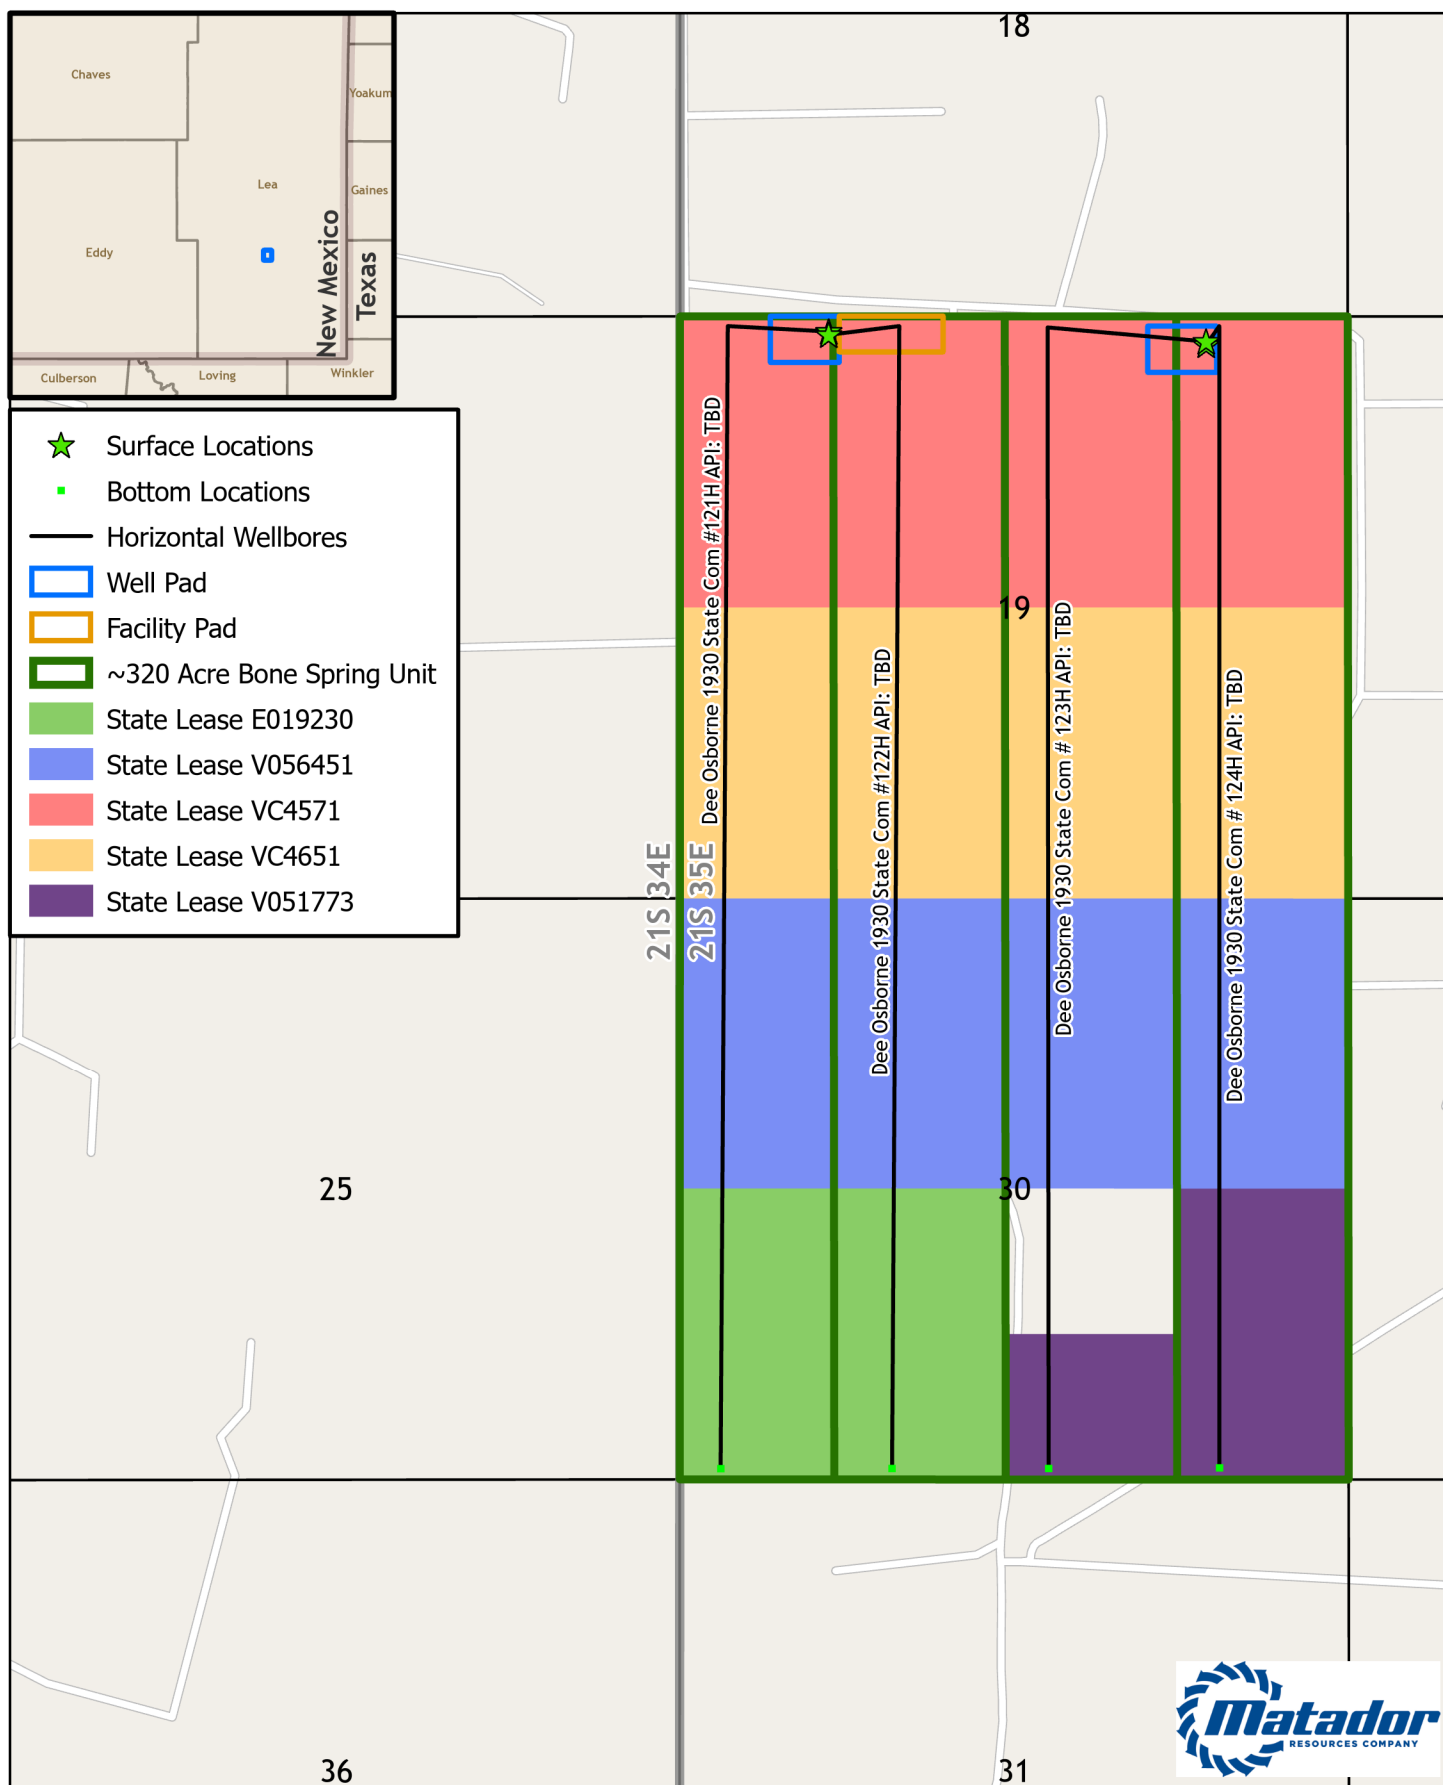 18
Chaves
Yoakum
Lea
Gaines
Eddy
New Mexico
Texas
Culberson
Loving
Winkler
Surface Locations
Bottom Locations
Horizontal Wellbores
Well Pad
Facility Pad
~320 Acre Bone Spring Unit
State Lease E019230
State Lease V056451
State Lease VC4571
State Lease VC4651
State Lease V051773
Dee Osborne 1930 State Com #121H API: TBD
Dee Osborne 1930 State Com #122H API: TBD
Dee Osborne 1930 State Com # 123H API: TBD
Dee Osborne 1930 State Com # 124H API: TBD
19
21S 34E
21S 35E
25
30
36
31
Matador
RESOURCES COMPANY